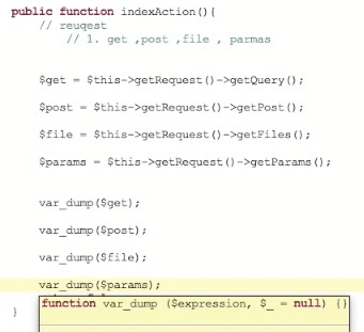 public function indexAction(){
// reuqest
// 1. get ,post ,file , parmas
$get = $this->getRequest()->getQuery();
$post = $this->getRequest()->getPost();
$file = $this->getRequest()->getFiles();
$params = $this->getRequest()->getParams();
var_dump($get);
var_dump($post);
var_dump($file);
var_dump($params);
function var_dump ($expression, $_ = null) {}
}